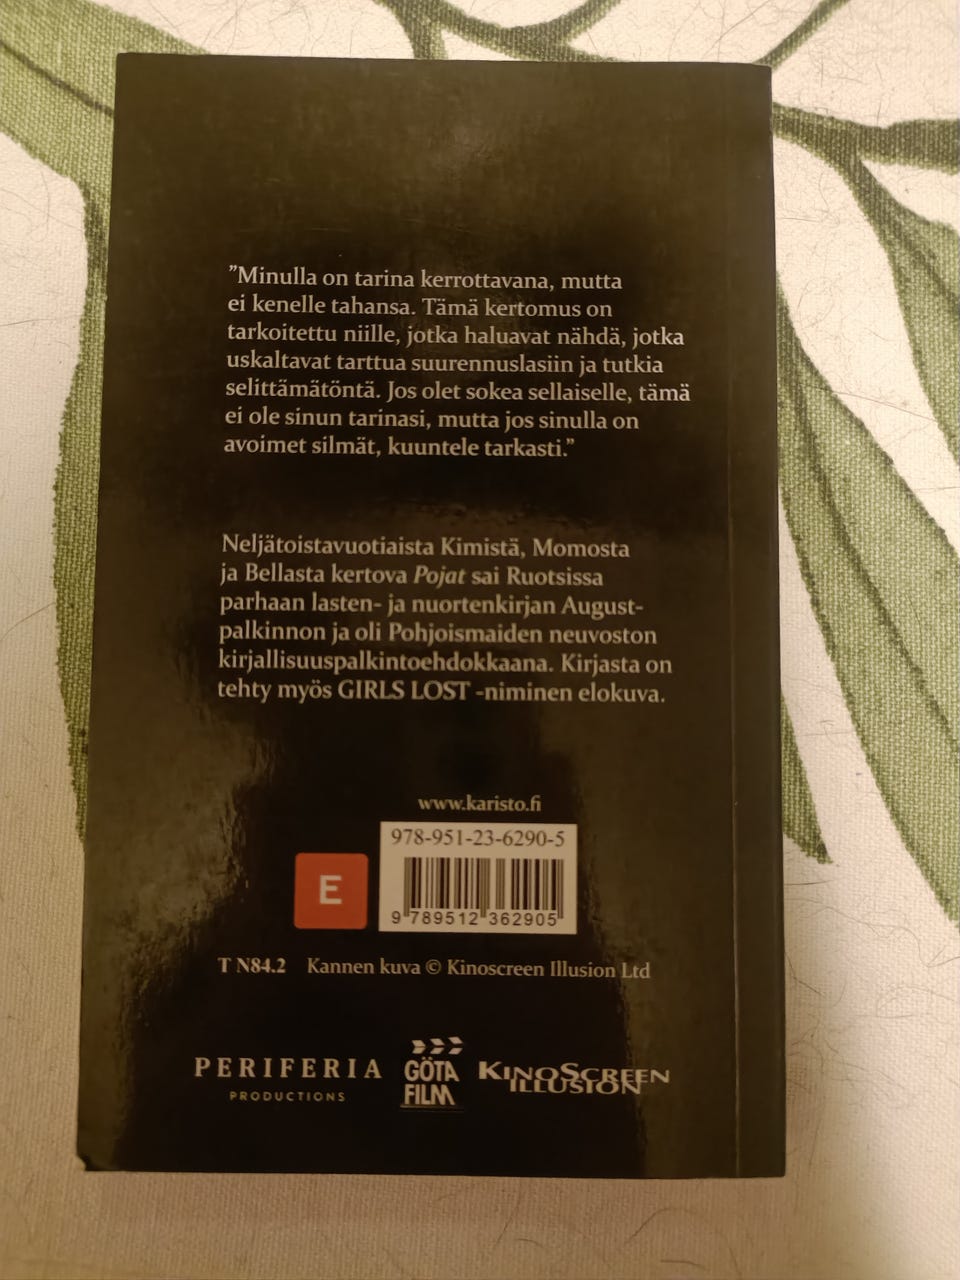 ”Minulla on tarina kerrottavana, mutta
ei kenelle tahansa. Tämä kertomus on
tarkoitettu niille, jotka haluavat nähdä, jotka
uskaltavat tarttua suurennuslasiin ja tutkia
selittämätöntä. Jos olet sokea sellaiselle, tämä
ei ole sinun tarinasi, mutta jos sinulla on
avoimet silmät, kuuntele tarkasti.”
Neljätoistavuotiaista Kimistä, Momosta
ja Bellasta kertova Pojat sai Ruotsissa
parhaan lasten- ja nuortenkirjan August-
palkinnon ja oli Pohjoismaiden neuvoston
kirjallisuuspalkintoehdokkaana. Kirjasta on
tehty myös GIRLS LOST -niminen elokuva.
www.karisto.fi
978-951-23-6290-5
E
9 789512 362905
T N84.2 Kannen kuva © Kinoscreen Illusion Ltd
PERIFERIA
PRODUCTIONS
GÖTA
FILM
KINOSCREEN
ILLUSION